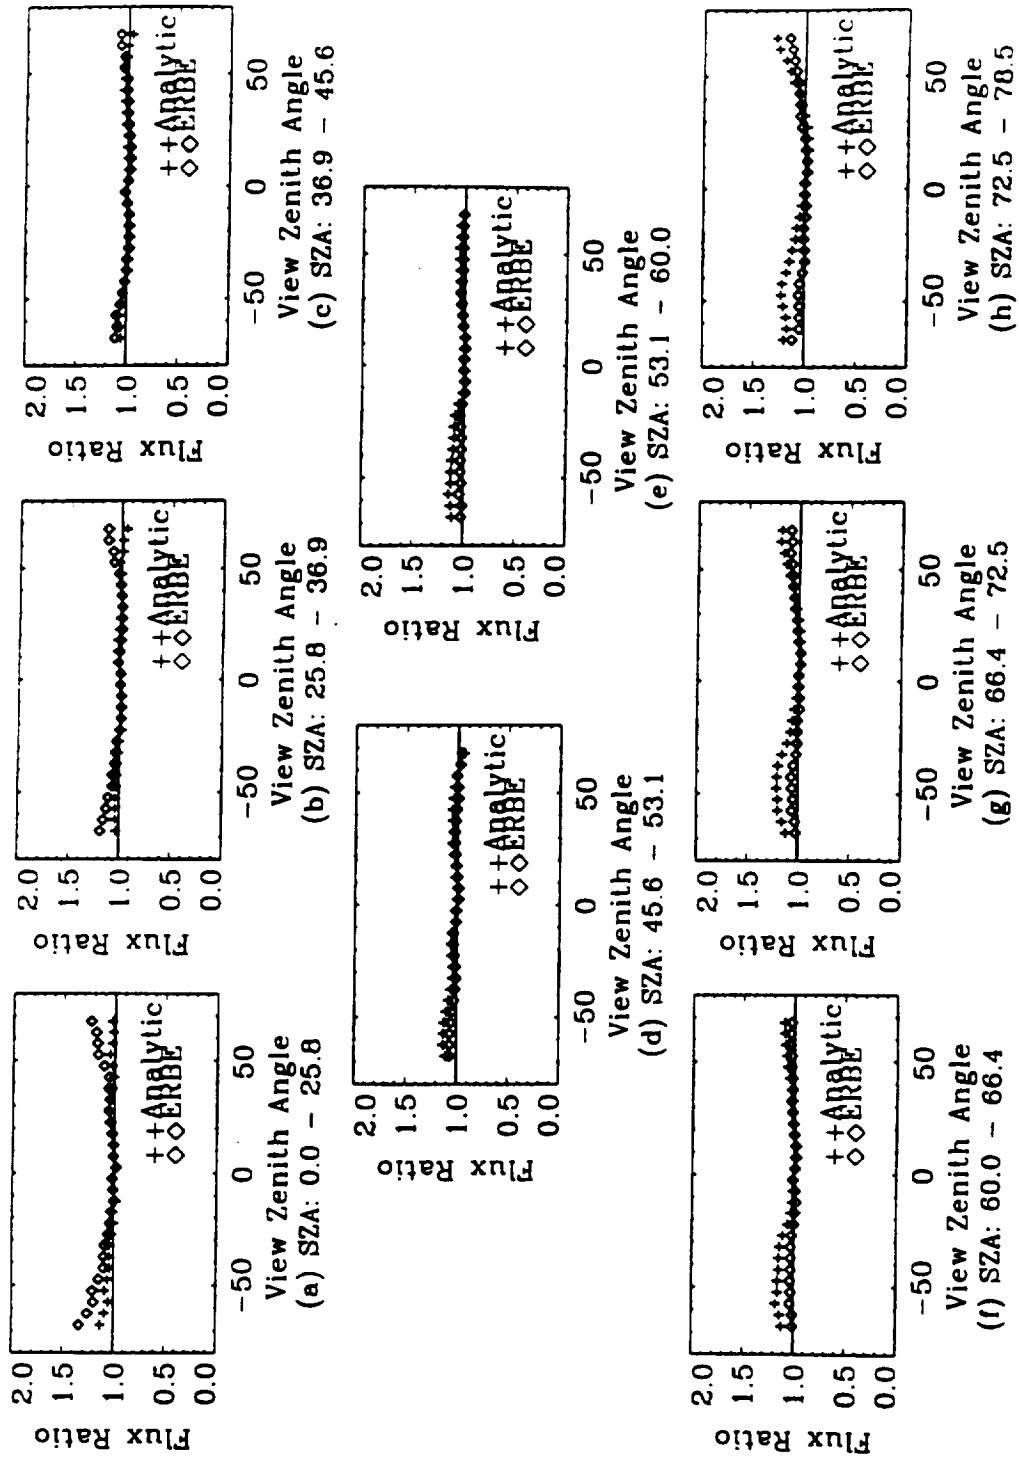 2.0
1.5
1.0
0.5
0.0
Flux Ratio
++Analytic
◇◇ERBE
-50 0 50
View Zenith Angle
(a) SZA: 0.0 - 25.8
2.0
1.5
1.0
0.5
0.0
Flux Ratio
++Analytic
◇◇ERBE
-50 0 50
View Zenith Angle
(b) SZA: 25.8 - 36.9
2.0
1.5
1.0
0.5
0.0
Flux Ratio
++Analytic
◇◇ERBE
-50 0 50
View Zenith Angle
(c) SZA: 36.9 - 45.6
2.0
1.5
1.0
0.5
0.0
Flux Ratio
++Analytic
◇◇ERBE
-50 0 50
View Zenith Angle
(d) SZA: 45.6 - 53.1
2.0
1.5
1.0
0.5
0.0
Flux Ratio
++Analytic
◇◇ERBE
-50 0 50
View Zenith Angle
(e) SZA: 53.1 - 60.0
2.0
1.5
1.0
0.5
0.0
Flux Ratio
++Analytic
◇◇ERBE
-50 0 50
View Zenith Angle
(f) SZA: 60.0 - 66.4
2.0
1.5
1.0
0.5
0.0
Flux Ratio
++Analytic
◇◇ERBE
-50 0 50
View Zenith Angle
(g) SZA: 66.4 - 72.5
2.0
1.5
1.0
0.5
0.0
Flux Ratio
++Analytic
◇◇ERBE
-50 0 50
View Zenith Angle
(h) SZA: 72.5 - 78.5